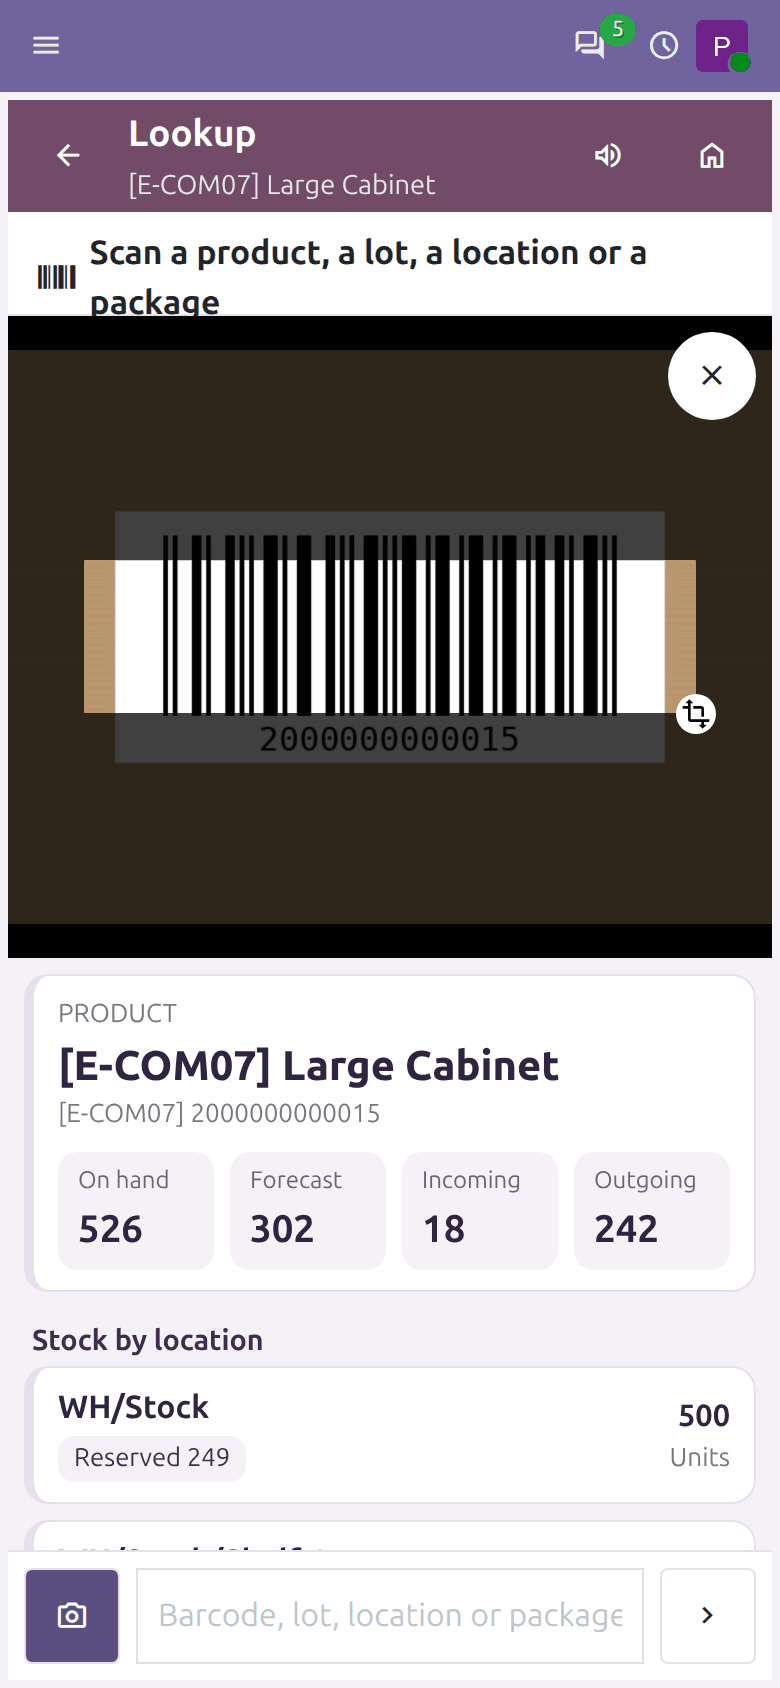 5
P
Lookup
[E-COM07] Large Cabinet
Scan a product, a lot, a location or a
package
2000000000015
PRODUCT
[E-COM07] Large Cabinet
[E-COM07] 2000000000015
On hand
526
Forecast
302
Incoming
18
Outgoing
242
Stock by location
WH/Stock
500
Reserved 249
Units
Barcode, lot, location or package